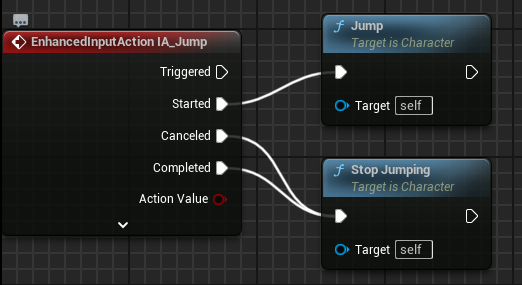 EnhancedInputAction IA_Jump
Triggered
Started
Canceled
Completed
Action Value
f Jump
Target is Character
Target self
f Stop Jumping
Target is Character
Target self